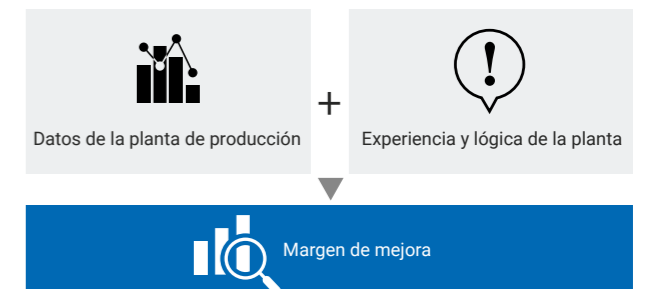 Datos de la planta de producción
+
Experiencia y lógica de la planta
Margen de mejora